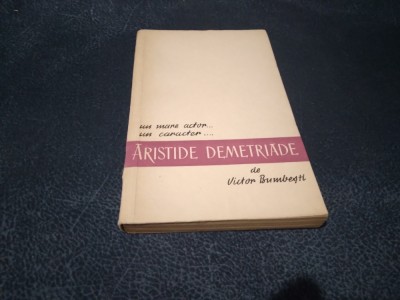 un mare actor...
un caracter....
ARISTIDE DEMETRIADE
de
Victor Bumbești